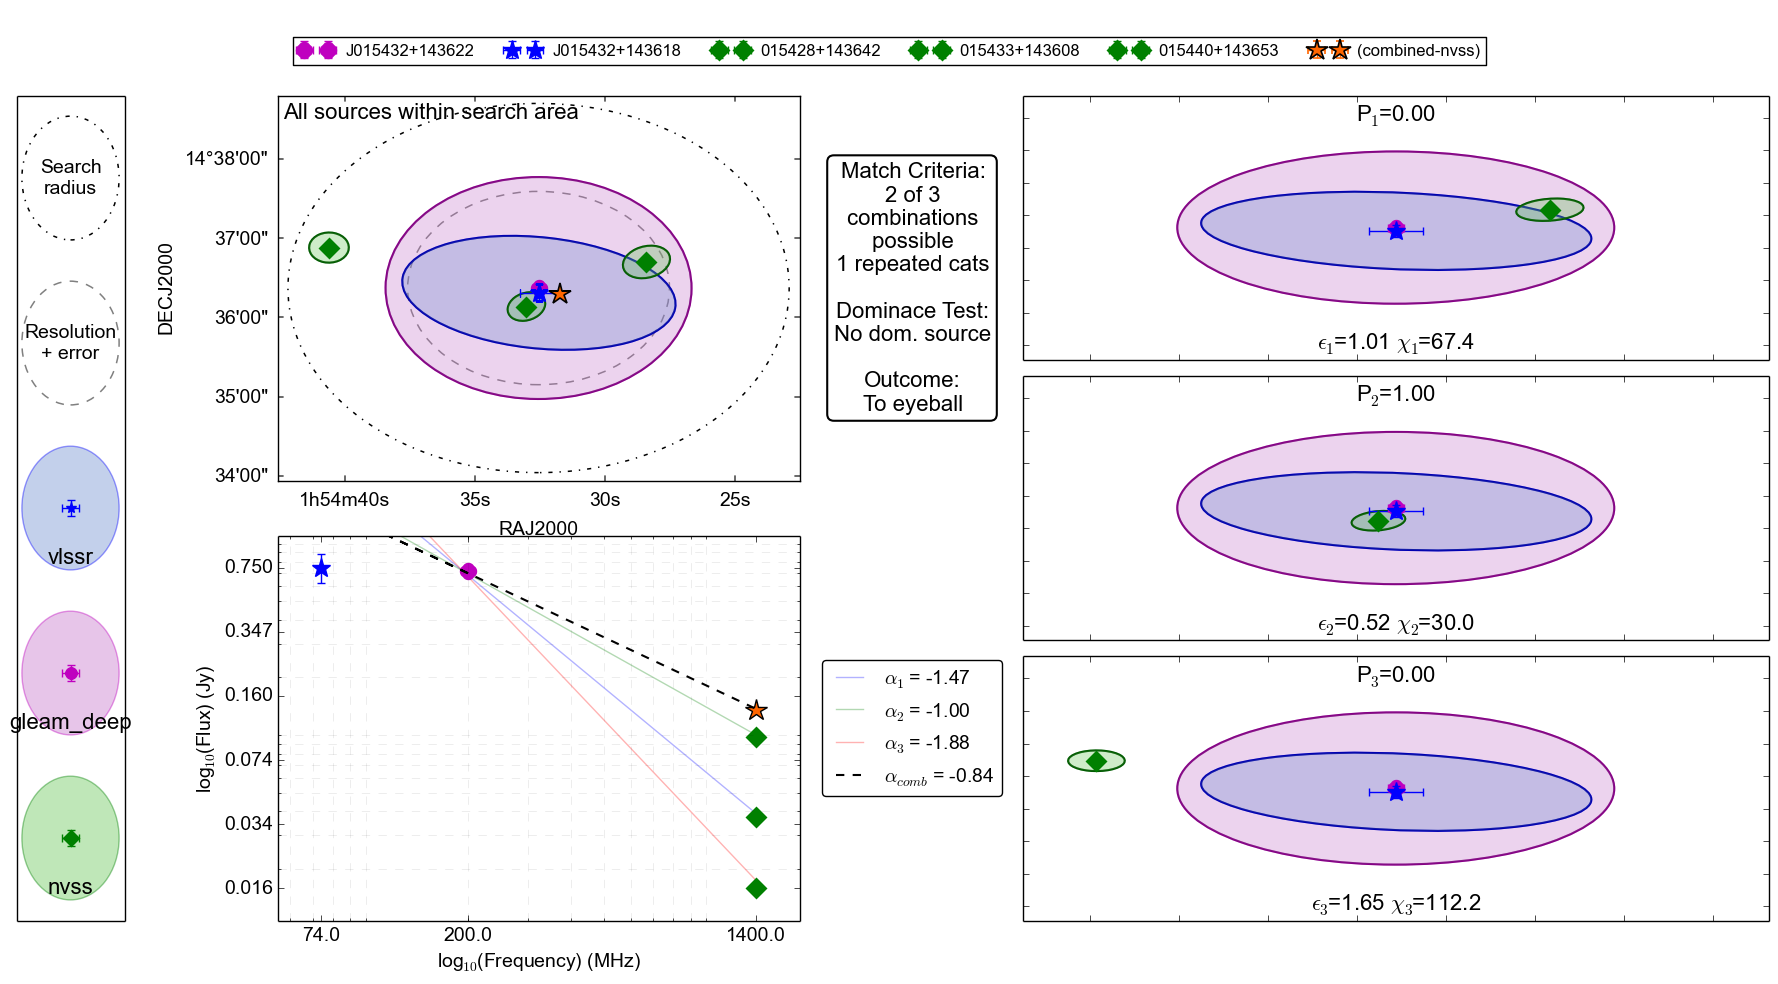 J015432+143622 J015432+143618 015428+143642 015433+143608 015440+143653 (combined-nvss)
Search
radius
Resolution
+ error
vlssr
gleam_deep
nvss
All sources within search area
DECJ2000
14°38'00"
37'00"
36'00"
35'00"
34'00"
1h54m40s 35s 30s 25s
RAJ2000
log10(Flux) (Jy)
0.750
0.347
0.160
0.074
0.034
0.016
74.0 200.0 1400.0
log10(Frequency) (MHz)
Match Criteria:
2 of 3
combinations
possible
1 repeated cats
Dominace Test:
No dom. source
Outcome:
To eyeball
α1 = -1.47
α2 = -1.00
α3 = -1.88
αcomb = -0.84
P1=0.00
ϵ1=1.01 χ1=67.4
P2=1.00
ϵ2=0.52 χ2=30.0
P3=0.00
ϵ3=1.65 χ3=112.2